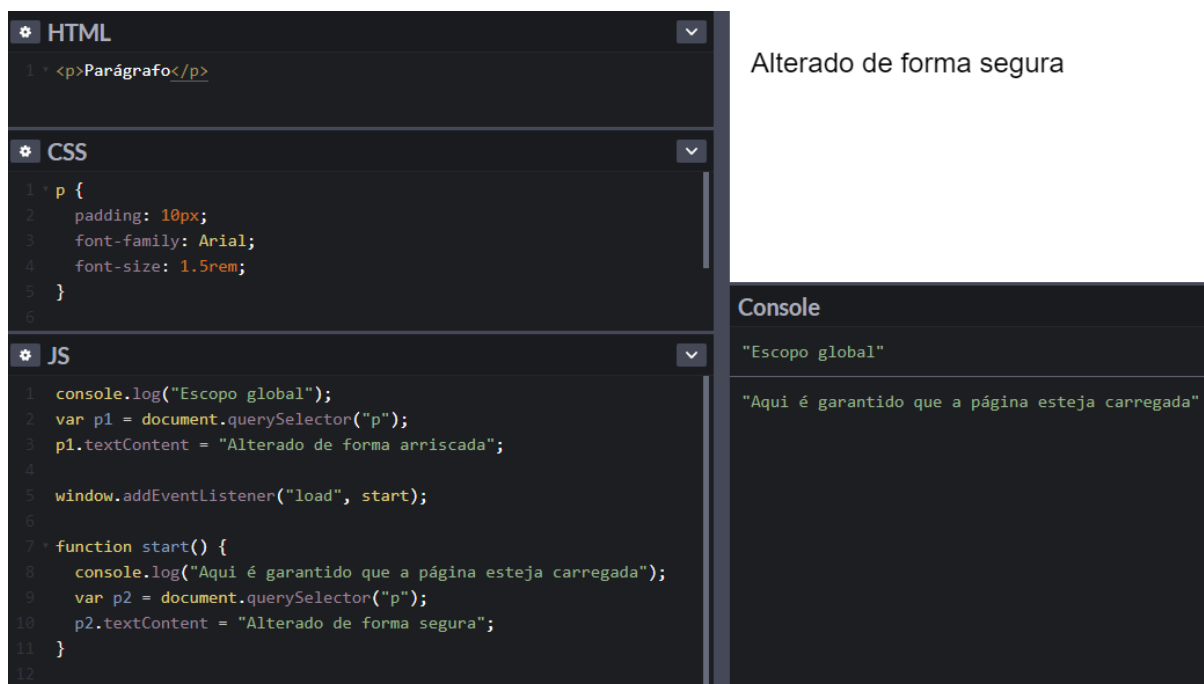 HTML
1 <p>Parágrafo</p>
CSS
1 p {
2 padding: 10px;
3 font-family: Arial;
4 font-size: 1.5rem;
5 }
6
JS
1 console.log("Escopo global");
2 var p1 = document.querySelector("p");
3 p1.textContent = "Alterado de forma arriscada";
4
5 window.addEventListener("load", start);
6
7 function start() {
8 console.log("Aqui é garantido que a página esteja carregada");
9 var p2 = document.querySelector("p");
10 p2.textContent = "Alterado de forma segura";
11 }
12
Alterado de forma segura
Console
"Escopo global"
"Aqui é garantido que a página esteja carregada"